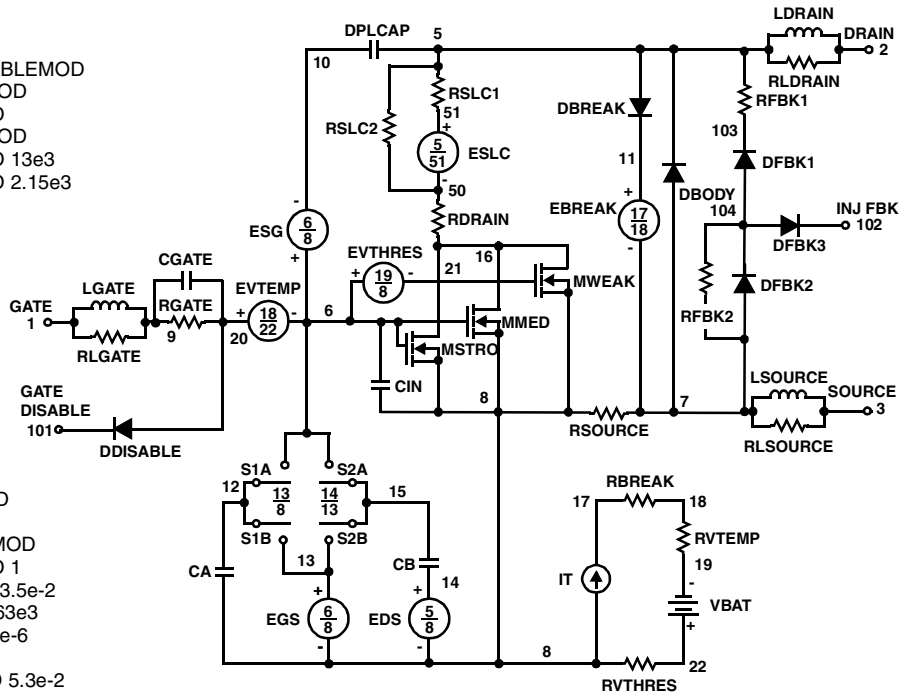 BLEMOD
OD
D
OD
D 13e3
D 2.15e3
D
MOD
D 1
3.5e-2
63e3
e-6
D 5.3e-2
LDRAIN
DPLCAP 5 DRAIN
10 2
RSLC1 RLDRAIN
51 DBREAK RFBK1
RSLC2 + 103
5
51 ESLC 11 DFBK1
- 50
- + DBODY 104 INJ FBK
RDRAIN EBREAK 17 18 102
ESG 6 8 DFBK3
+ EVTHRES 16 -
CGATE + 19 8 - 21 MWEAK DFBK2
LGATE EVTEMP RFBK2
GATE RGATE + 18 22 - 6 MMED
1 9 20
RLGATE MSTRO
CIN LSOURCE
GATE 8 7 SOURCE
DISABLE 3
101 RSOURCE
DDISABLE RLSOURCE
S1A S2A
12 13 8 14 13 15 RBREAK
17 18
S1B S2B RVTEMP
13 CB 19
CA 14 IT -
+ + VBAT
EGS 6 8 EDS 5 8 +
- - 8 22
RVTHRES